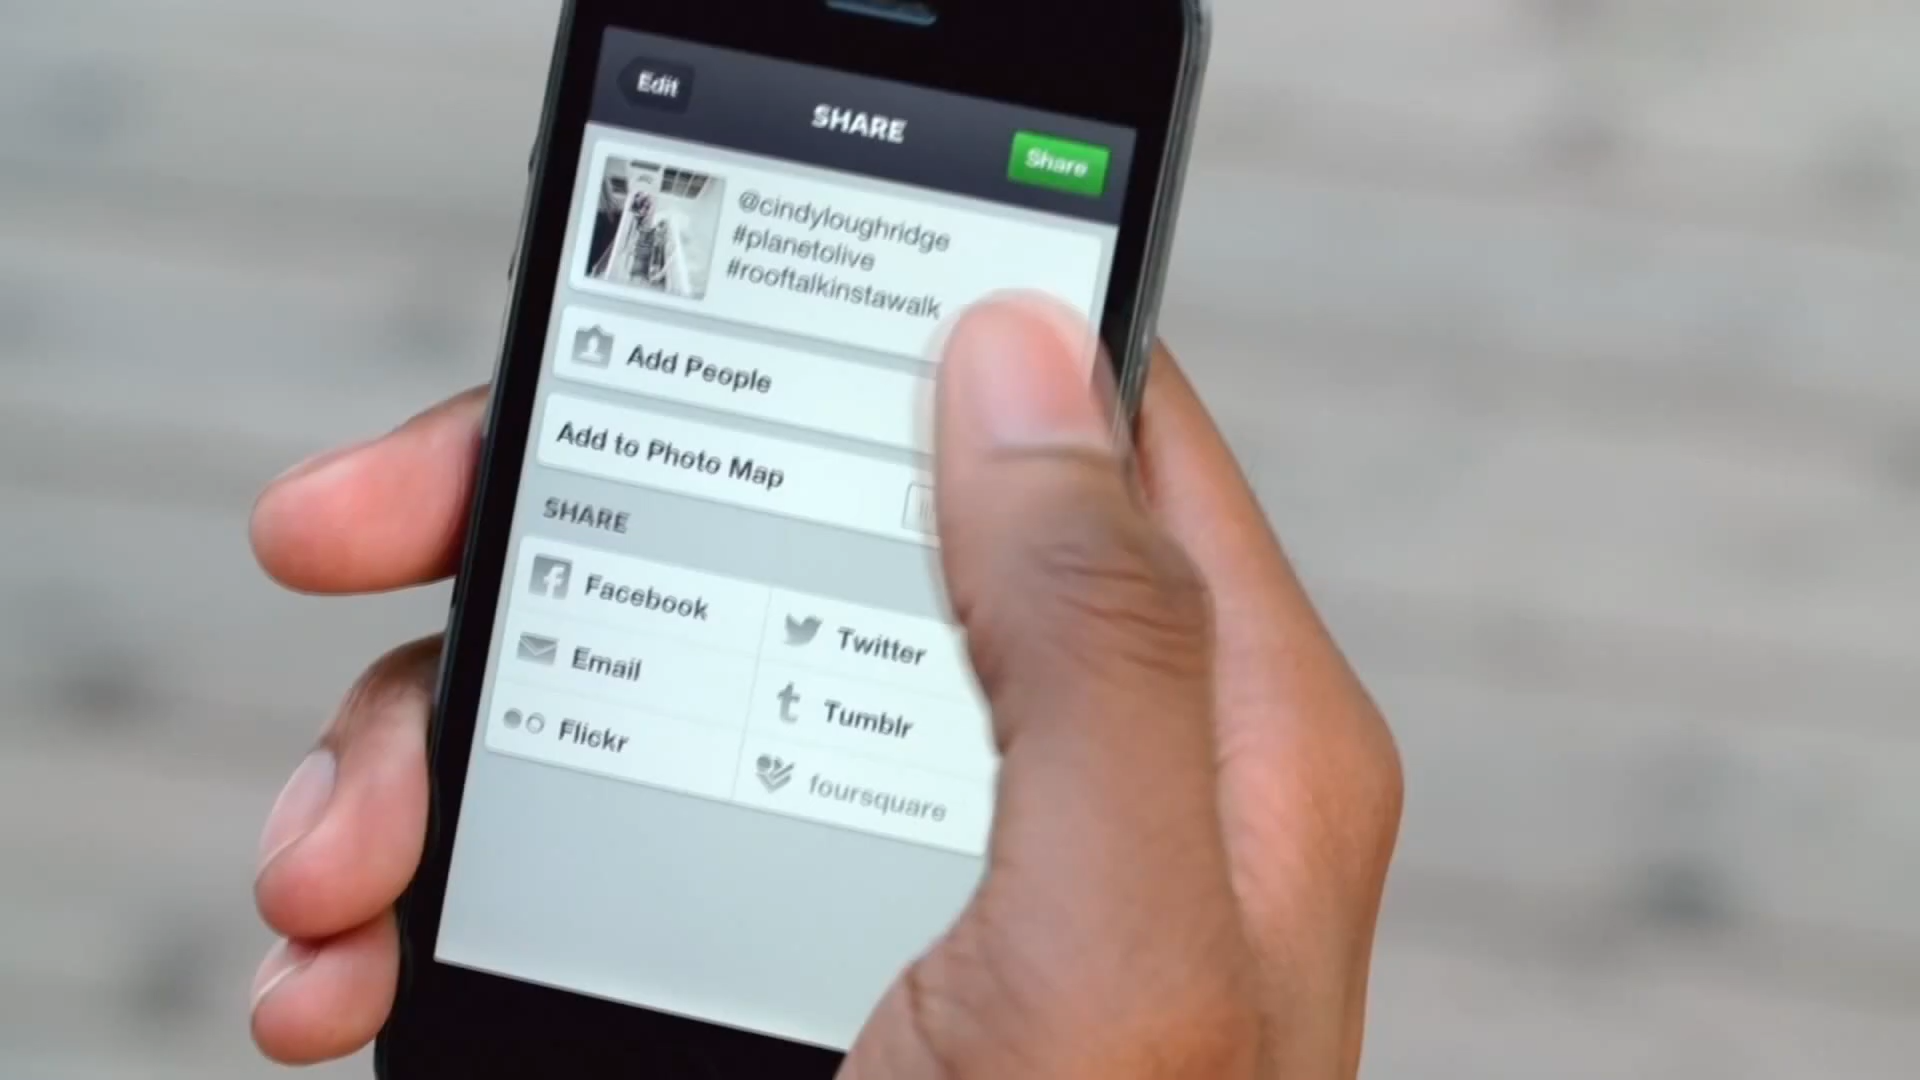 Edit
SHARE
Share
@cindyloughridge
#planetolive
#rooftalkinstawalk
Add People
Add to Photo Map
SHARE
Facebook
Twitter
Email
Tumblr
Flickr
foursquare